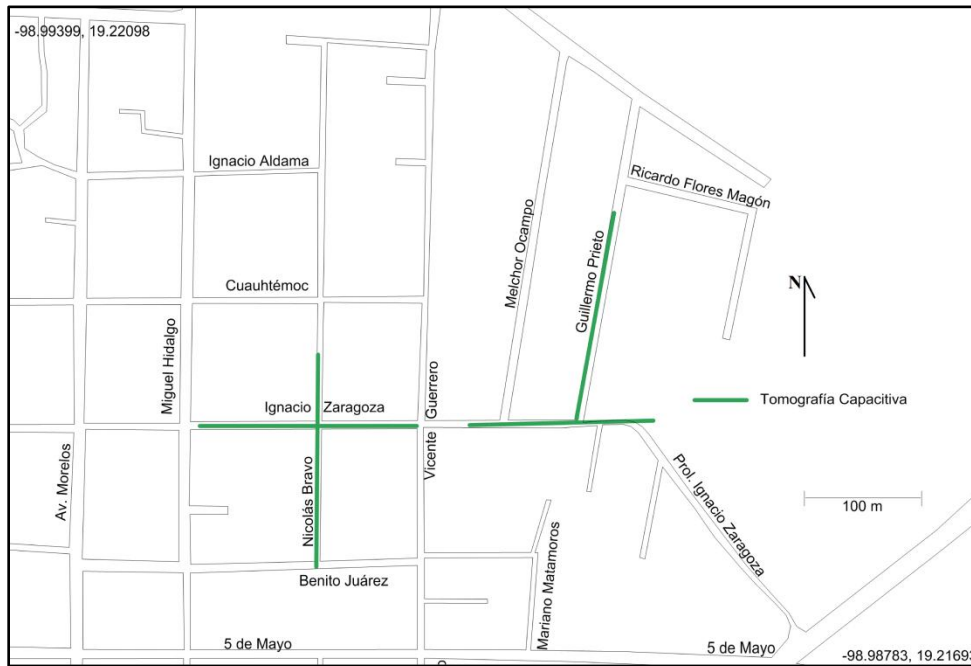 -98.99399, 19.22098
Ignacio Aldama
Ricardo Flores Magón
Melchor Ocampo
Guillermo Prieto
Cuauhtémoc
N
Miguel Hidalgo
Guerrero
Ignacio Zaragoza
Tomografía Capacitiva
Vicente
Av. Morelos
Nicolás Bravo
Prol. Ignacio Zaragoza
100 m
Mariano Matamoros
Benito Juárez
5 de Mayo
5 de Mayo
-98.98783, 19.21693